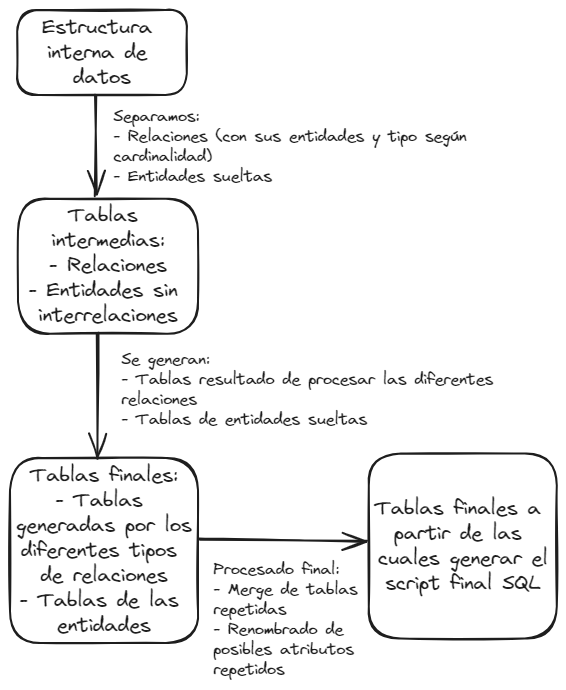 Estructura
interna de
datos
Separamos:
- Relaciones (con sus entidades y tipo según
cardinalidad)
- Entidades sueltas
Tablas
intermedias:
- Relaciones
- Entidades sin
interrelaciones
Se generan:
- Tablas resultado de procesar las diferentes
relaciones
- Tablas de entidades sueltas
Tablas finales:
- Tablas
generadas por los
diferentes tipos
de relaciones
- Tablas de las
entidades
Procesado final:
- Merge de tablas
repetidas
- Renombrado de
posibles atributos
repetidos
Tablas finales a
partir de las
cuales generar el
script final SQL